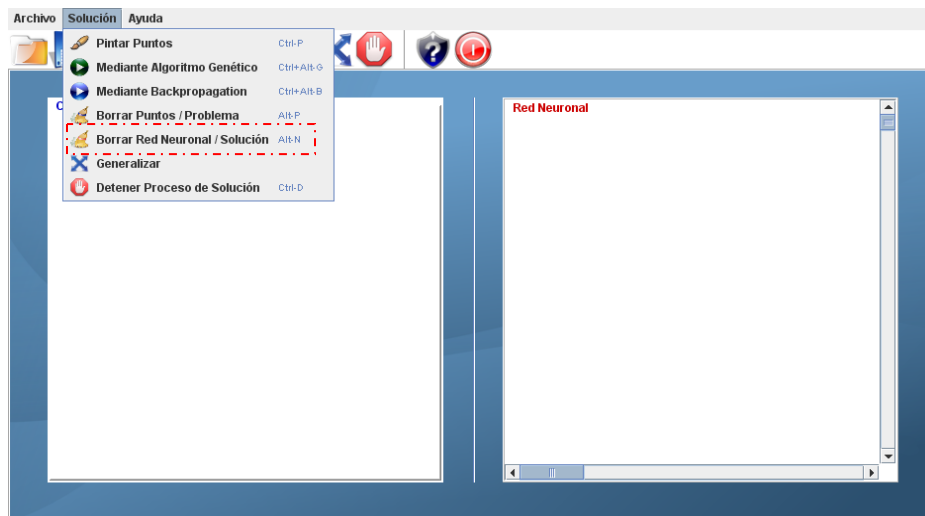 Archivo Solución Ayuda
Pintar Puntos Ctrl-P
Mediante Algoritmo Genético Ctrl+Alt-G
Mediante Backpropagation Ctrl+Alt-B
Borrar Puntos / Problema Alt-P
Borrar Red Neuronal / Solución Alt-N
Generalizar
Detener Proceso de Solución Ctrl-D
Red Neuronal